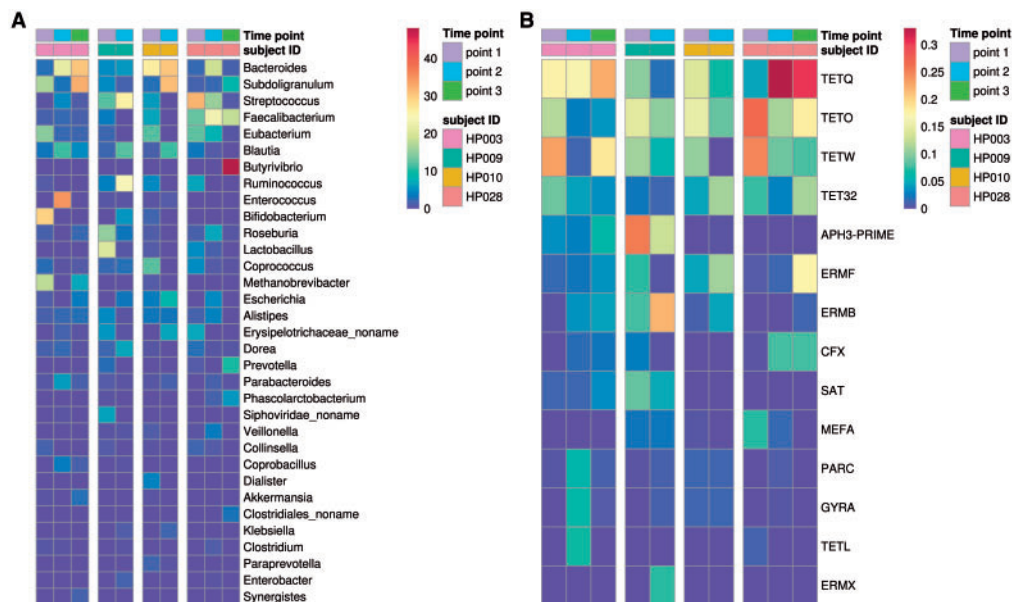 A
B
Time point
subject ID
Bacteroides
Subdoligranulum
Streptococcus
Faecalibacterium
Eubacterium
Blautia
Butyrivibrio
Ruminococcus
Enterococcus
Bifidobacterium
Roseburia
Lactobacillus
Coprococcus
Methanobrevibacter
Escherichia
Alistipes
Erysipelotrichaceae_noname
Dorea
Prevotella
Parabacteroides
Phascolarctobacterium
Siphoviridae_noname
Veillonella
Collinsella
Coprobacillus
Dialister
Akkermansia
Clostridiales_noname
Klebsiella
Clostridium
Paraprevotella
Enterobacter
Synergistes
40
30
20
10
0
Time point
point 1
point 2
point 3
subject ID
HP003
HP009
HP010
HP028
Time point
subject ID
TETQ
TETO
TETW
TET32
APH3-PRIME
ERMF
ERMB
CFX
SAT
MEFA
PARC
GYRA
TETL
ERMX
0.3
0.25
0.2
0.15
0.1
0.05
0
Time point
point 1
point 2
point 3
subject ID
HP003
HP009
HP010
HP028